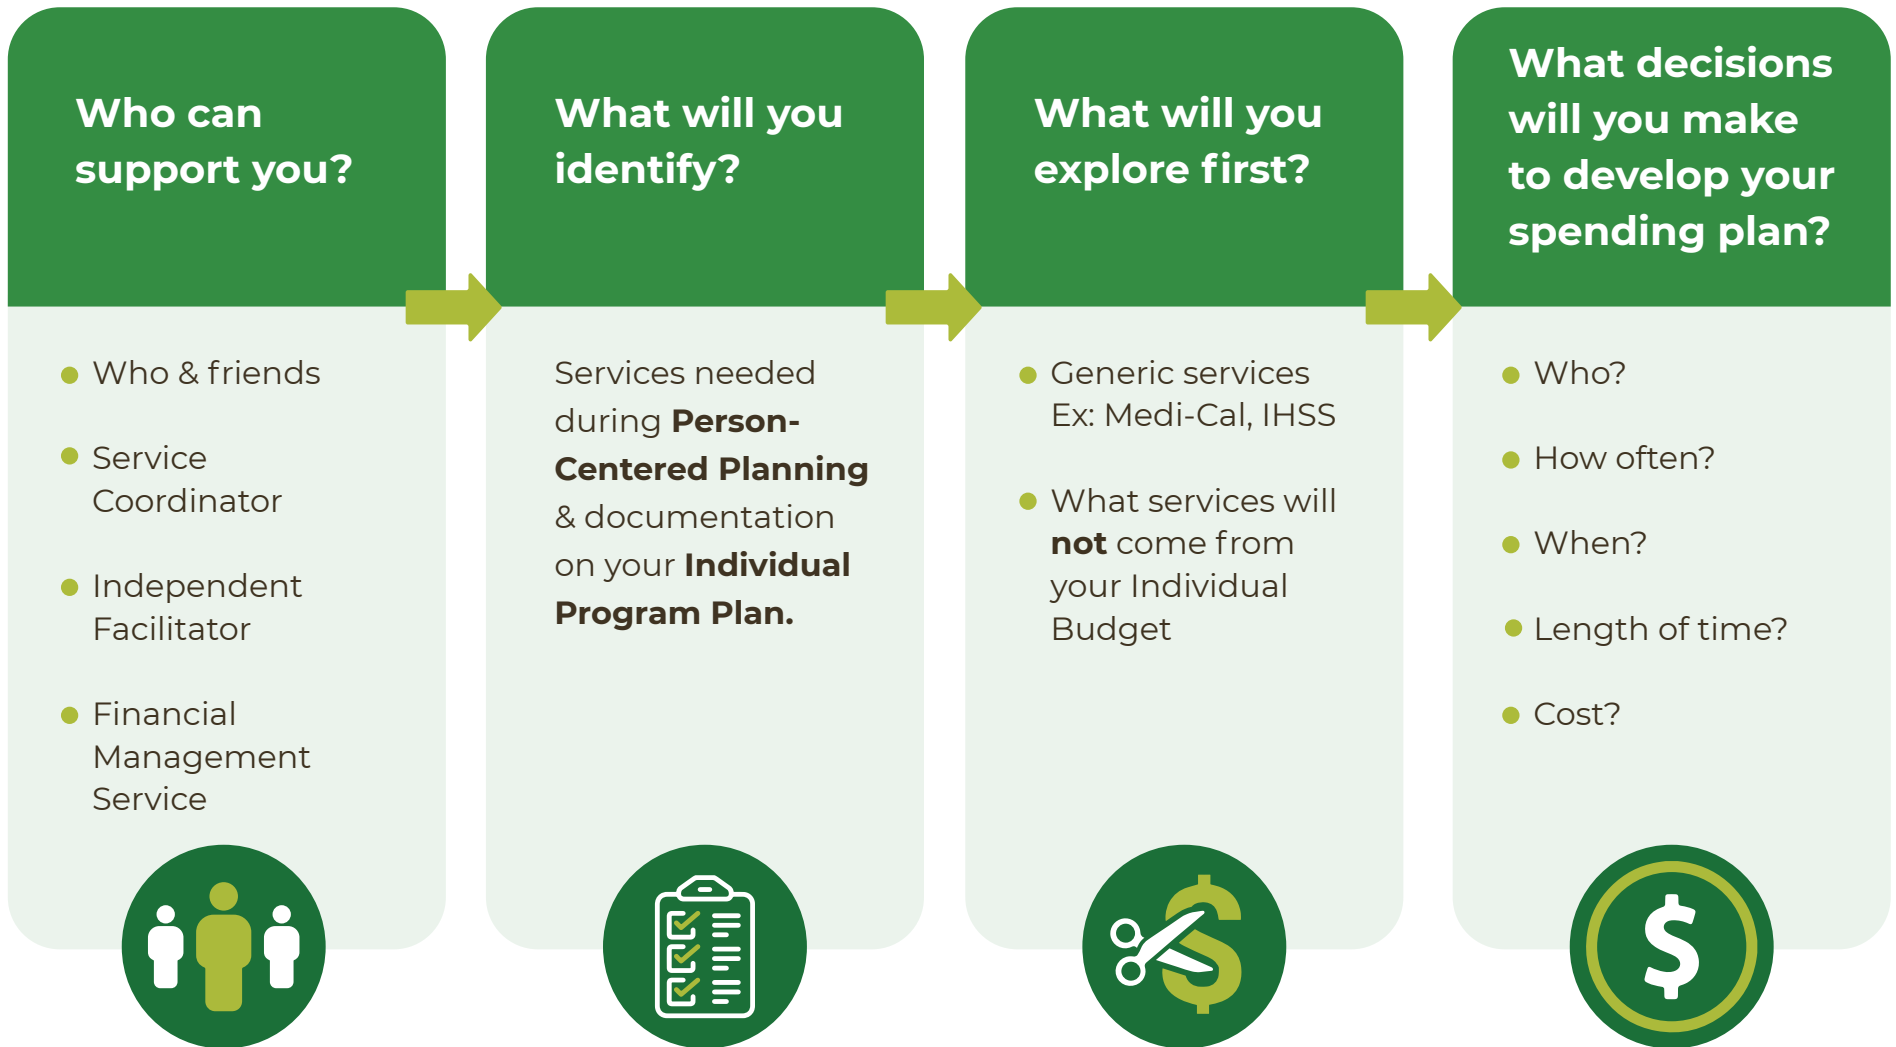 Who can
support you?
Who & friends
Service
Coordinator
Independent
Facilitator
Financial
Management
Service
What will you
identify?
Services needed
during Person-
Centered Planning
& documentation
on your Individual
Program Plan.
What will you
explore first?
Generic services
Ex: Medi-Cal, IHSS
What services will
not come from
your Individual
Budget
What decisions
will you make
to develop your
spending plan?
Who?
How often?
When?
Length of time?
Cost?
$
$